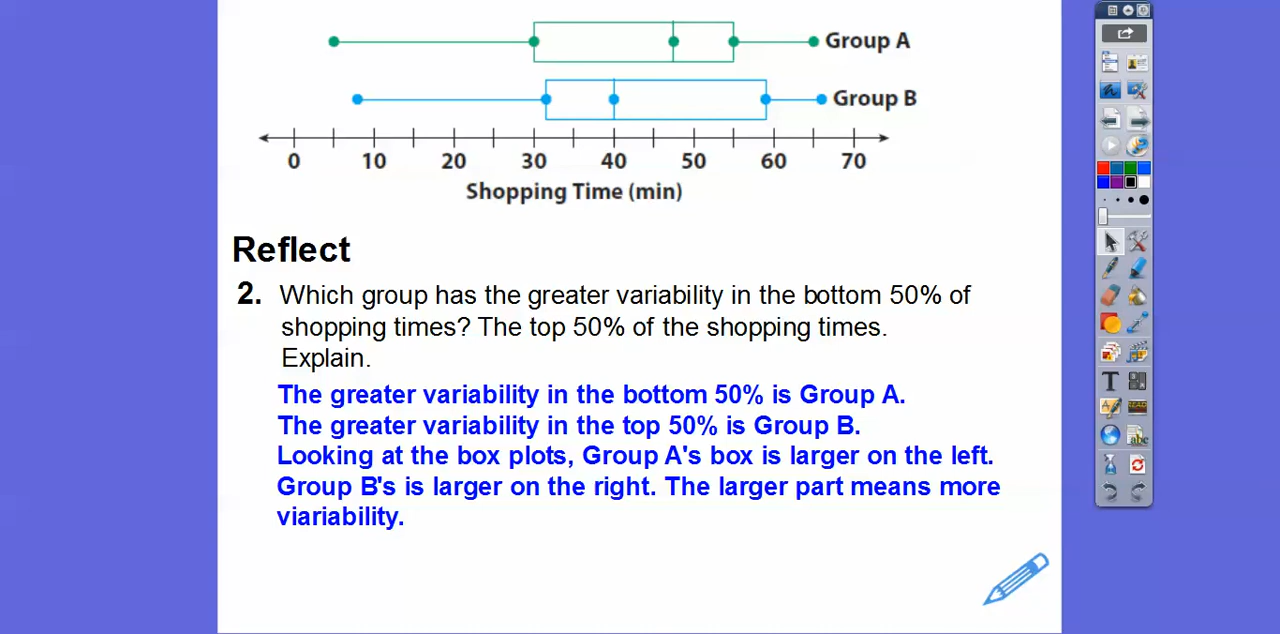 Group A
Group B
0 10 20 30 40 50 60 70
Shopping Time (min)
Reflect
2. Which group has the greater variability in the bottom 50% of
shopping times? The top 50% of the shopping times.
Explain.
The greater variability in the bottom 50% is Group A.
The greater variability in the top 50% is Group B.
Looking at the box plots, Group A's box is larger on the left.
Group B's is larger on the right. The larger part means more
viariability.
T
abc